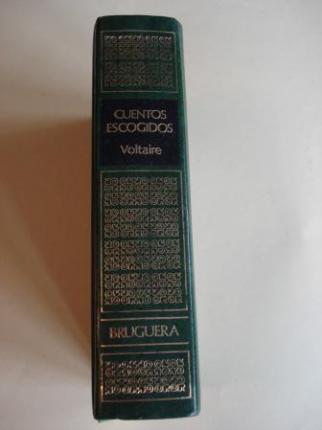 CUENTOS
ESCOGIDOS
Voltaire
BRUGUERA